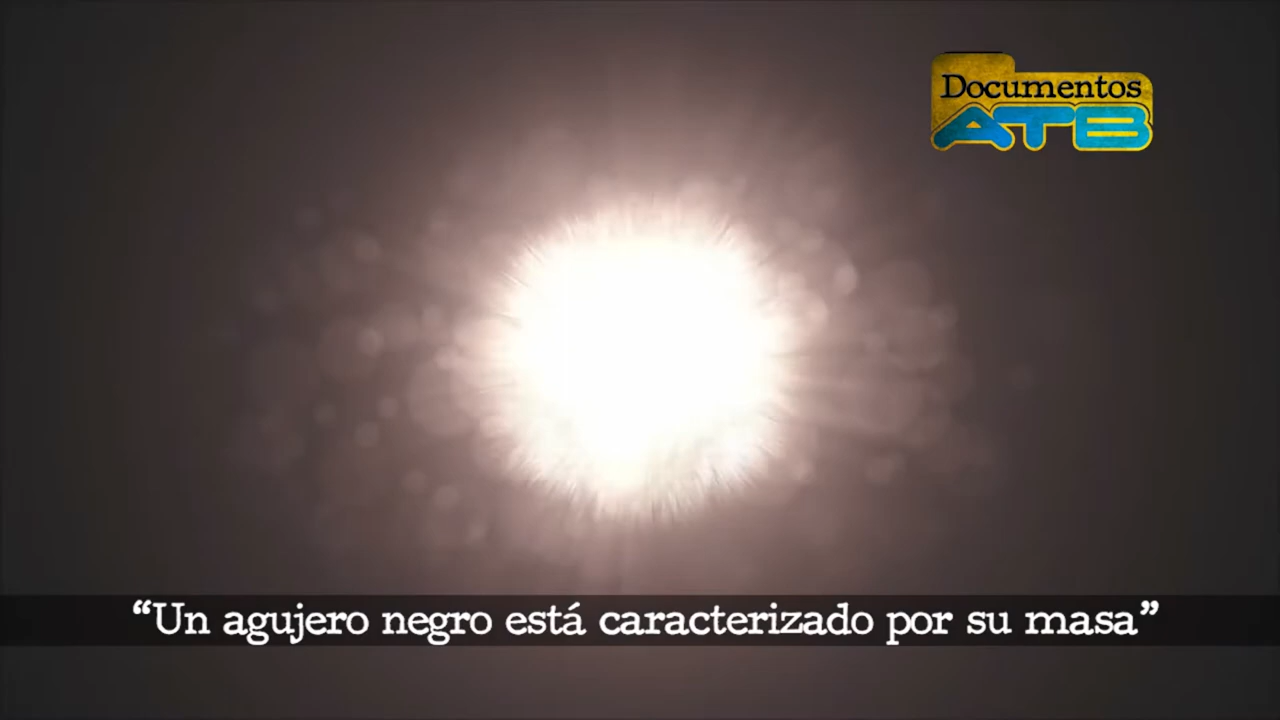 Documentos
ATB
“Un agujero negro está caracterizado por su masa”